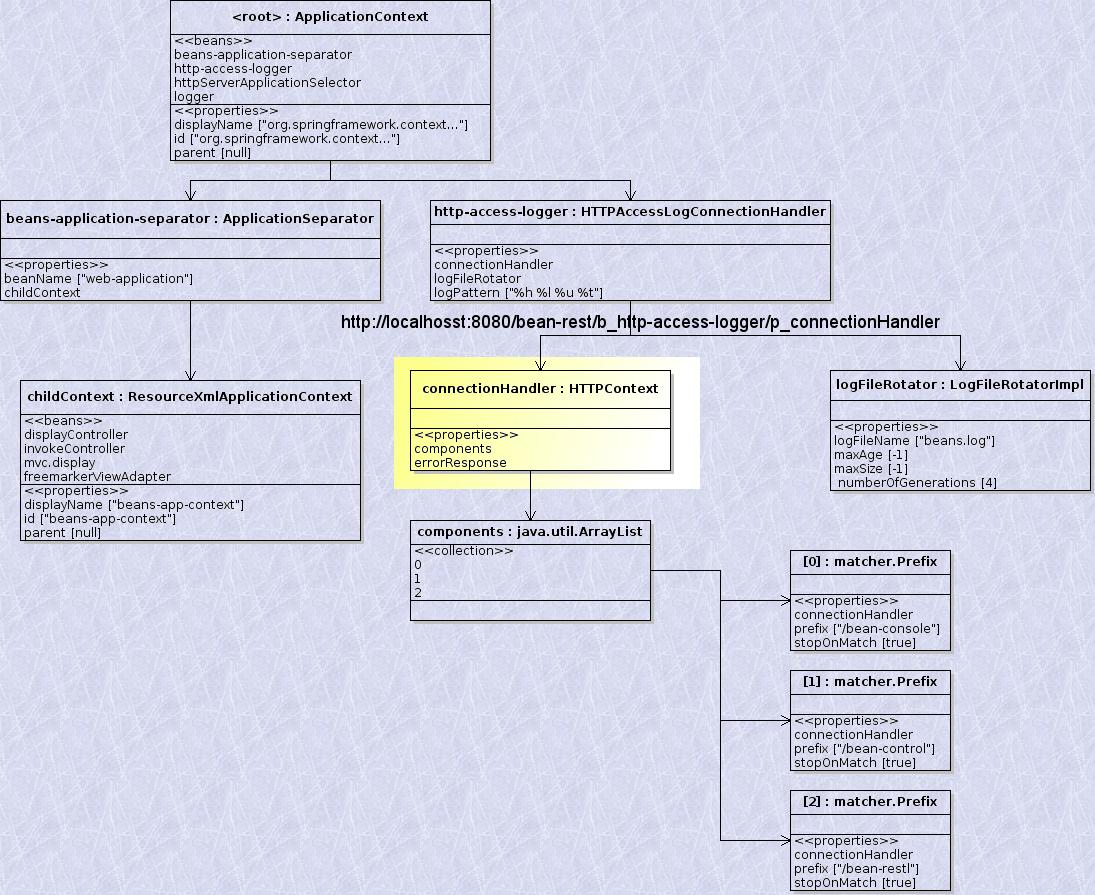 <root> : ApplicationContext
<<beans>>
beans-application-separator
http-access-logger
httpServerApplicationSelector
logger
<<properties>>
displayName ["org.springframework.context..."]
id ["org.springframework.context..."]
parent [null]
beans-application-separator : ApplicationSeparator
<<properties>>
beanName ["web-application"]
childContext
http-access-logger : HTTPAccessLogConnectionHandler
<<properties>>
connectionHandler
logFileRotator
logPattern ["%h %l %u %t"]
http://localhosst:8080/bean-rest/b_http-access-logger/p_connectionHandler
childContext : ResourceXmlApplicationContext
<<beans>>
displayController
invokeController
mvc.display
freemarkerViewAdapter
<<properties>>
displayName ["beans-app-context"]
id ["beans-app-context"]
parent [null]
connectionHandler : HTTPContext
<<properties>>
components
errorResponse
logFileRotator : LogFileRotatorImpl
<<properties>>
logFileName ["beans.log"]
maxAge [-1]
maxSize [-1]
numberOfGenerations [4]
components : java.util.ArrayList
<<collection>>
0
1
2
[0] : matcher.Prefix
<<properties>>
connectionHandler
prefix ["/bean-console"]
stopOnMatch [true]
[1] : matcher.Prefix
<<properties>>
connectionHandler
prefix ["/bean-control"]
stopOnMatch [true]
[2] : matcher.Prefix
<<properties>>
connectionHandler
prefix ["/bean-restl"]
stopOnMatch [true]